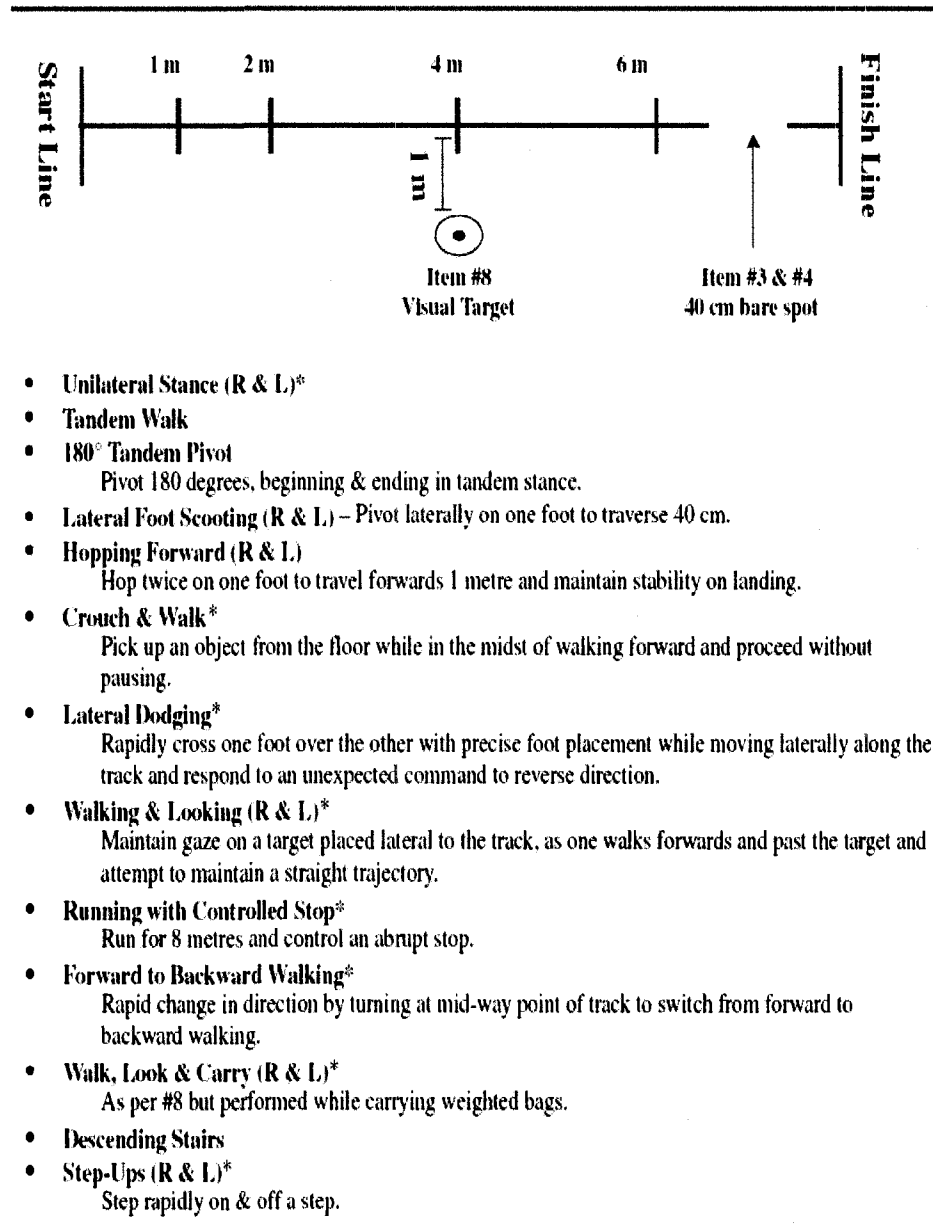 Start Line
1 m
2 m
4 m
6 m
Finish Line
1 m
Item #8
Visual Target
Item #3 & #4
40 cm bare spot
• Unilateral Stance (R & L)*
• Tandem Walk
• 180° Tandem Pivot
Pivot 180 degrees, beginning & ending in tandem stance.
• Lateral Foot Scooting (R & L) – Pivot laterally on one foot to traverse 40 cm.
• Hopping Forward (R & L)
Hop twice on one foot to travel forwards 1 metre and maintain stability on landing.
• Crouch & Walk*
Pick up an object from the floor while in the midst of walking forward and proceed without
pausing.
• Lateral Dodging*
Rapidly cross one foot over the other with precise foot placement while moving laterally along the
track and respond to an unexpected command to reverse direction.
• Walking & Looking (R & L)*
Maintain gaze on a target placed lateral to the track, as one walks forwards and past the target and
attempt to maintain a straight trajectory.
• Running with Controlled Stop*
Run for 8 metres and control an abrupt stop.
• Forward to Backward Walking*
Rapid change in direction by turning at mid-way point of track to switch from forward to
backward walking.
• Walk, Look & Carry (R & L)*
As per #8 but performed while carrying weighted bags.
• Descending Stairs
• Step-Ups (R & L)*
Step rapidly on & off a step.